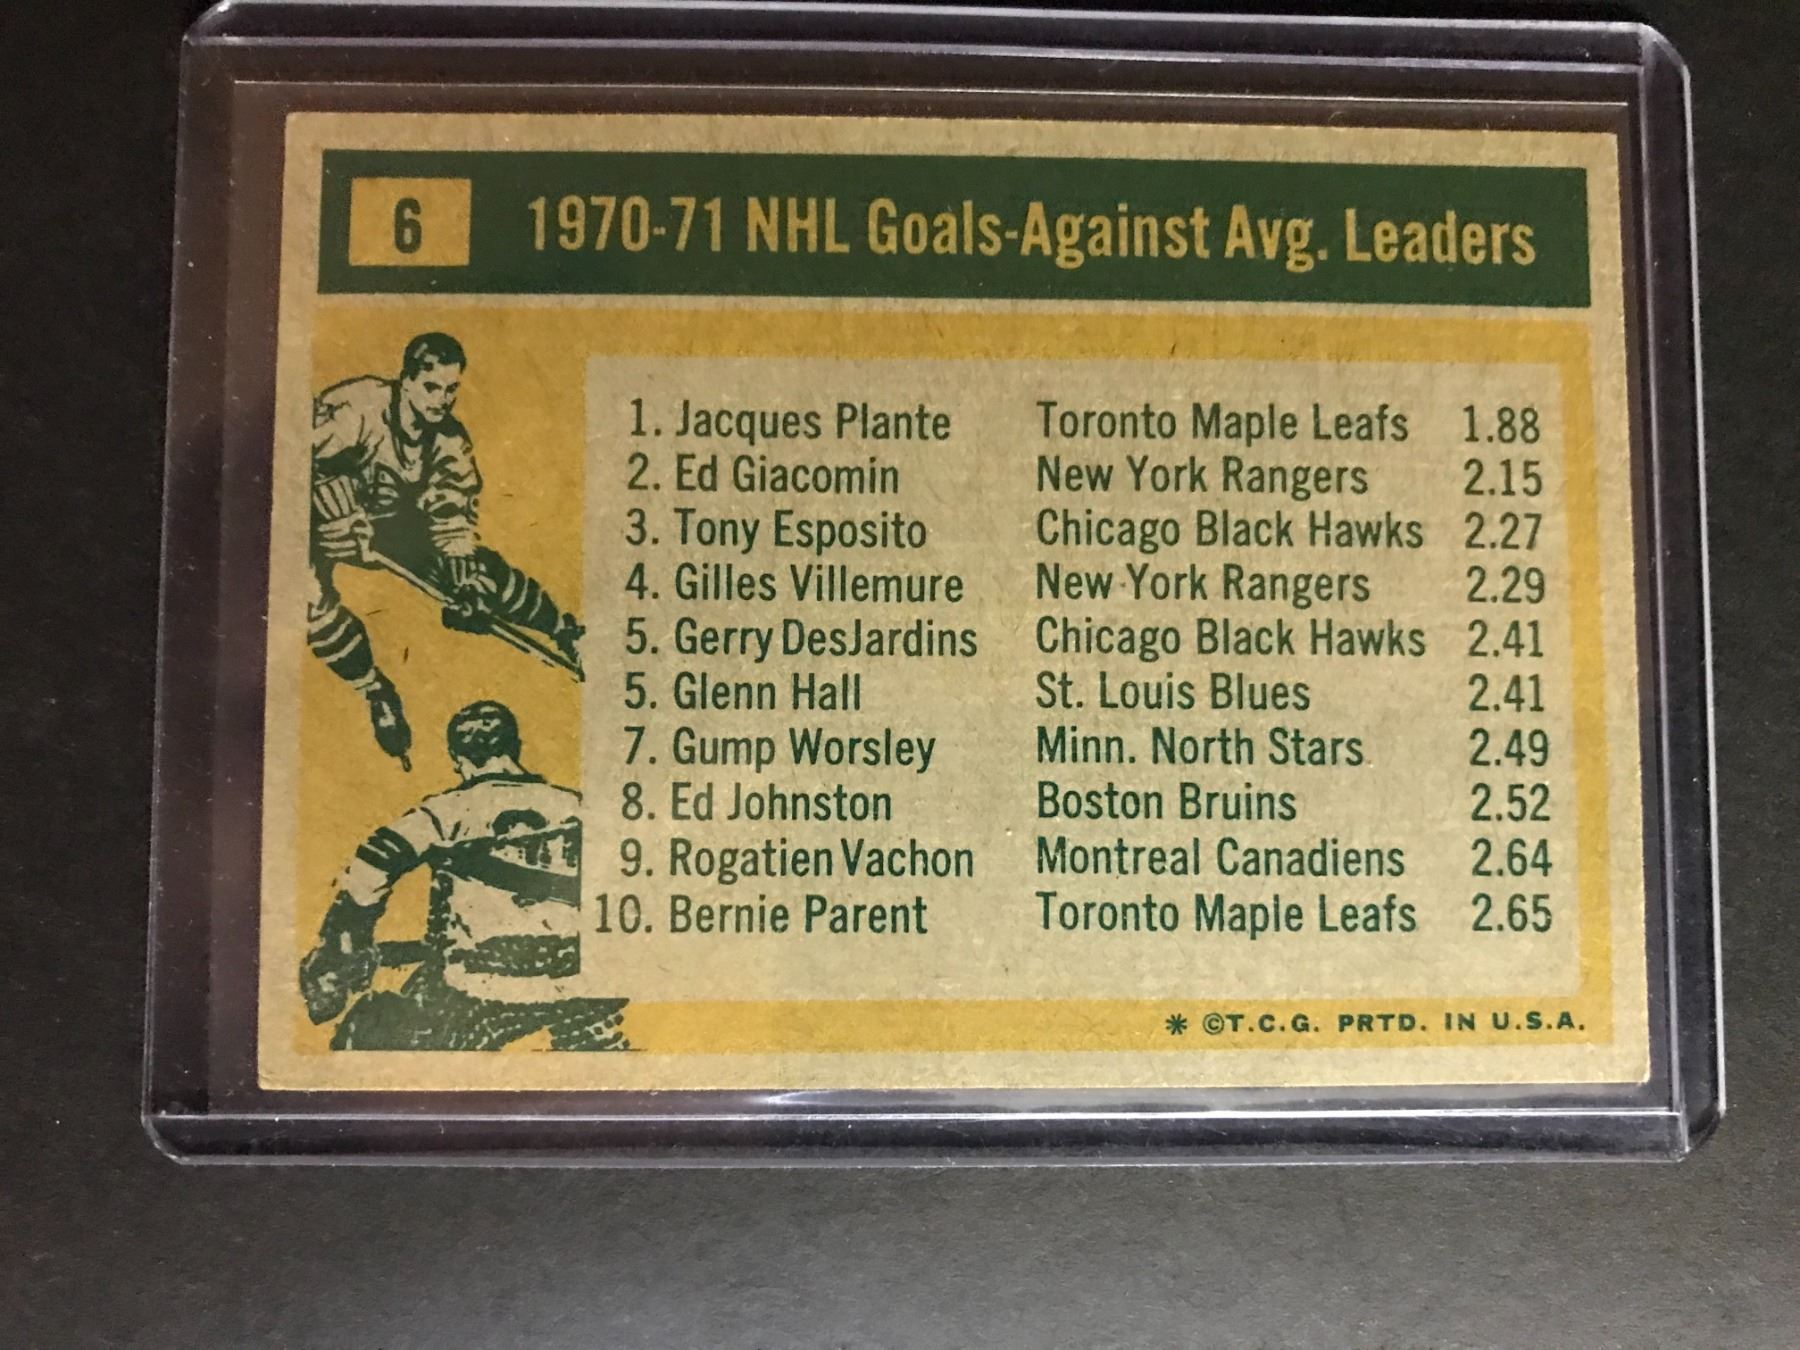 6 1970-71 NHL Goals-Against Avg. Leaders
1. Jacques Plante Toronto Maple Leafs 1.88
2. Ed Giacomin New York Rangers 2.15
3. Tony Esposito Chicago Black Hawks 2.27
4. Gilles Villemure New York Rangers 2.29
5. Gerry DesJardins Chicago Black Hawks 2.41
5. Glenn Hall St. Louis Blues 2.41
7. Gump Worsley Minn. North Stars 2.49
8. Ed Johnston Boston Bruins 2.52
9. Rogatien Vachon Montreal Canadiens 2.64
10. Bernie Parent Toronto Maple Leafs 2.65
* ©T.C.G. PRTD. IN U.S.A.